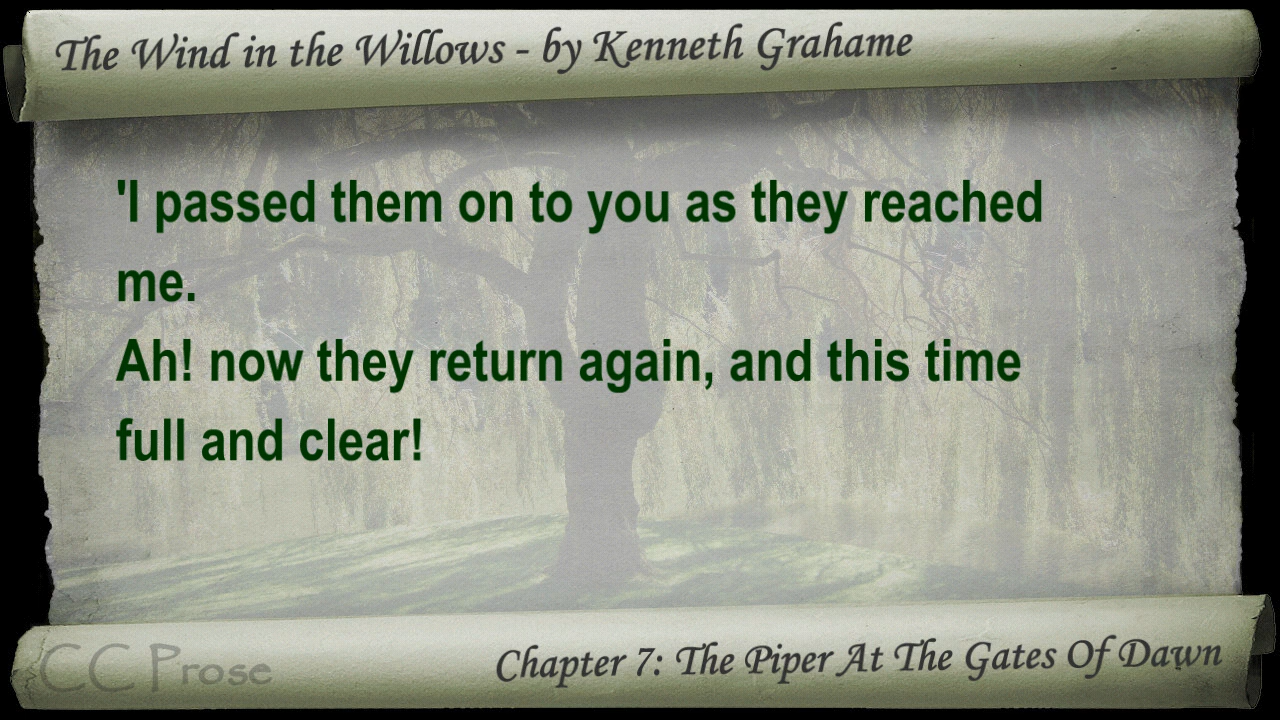 The Wind in the Willows - by Kenneth Grahame
'I passed them on to you as they reached
me.
Ah! now they return again, and this time
full and clear!
CC Prose
Chapter 7: The Piper At The Gates Of Dawn